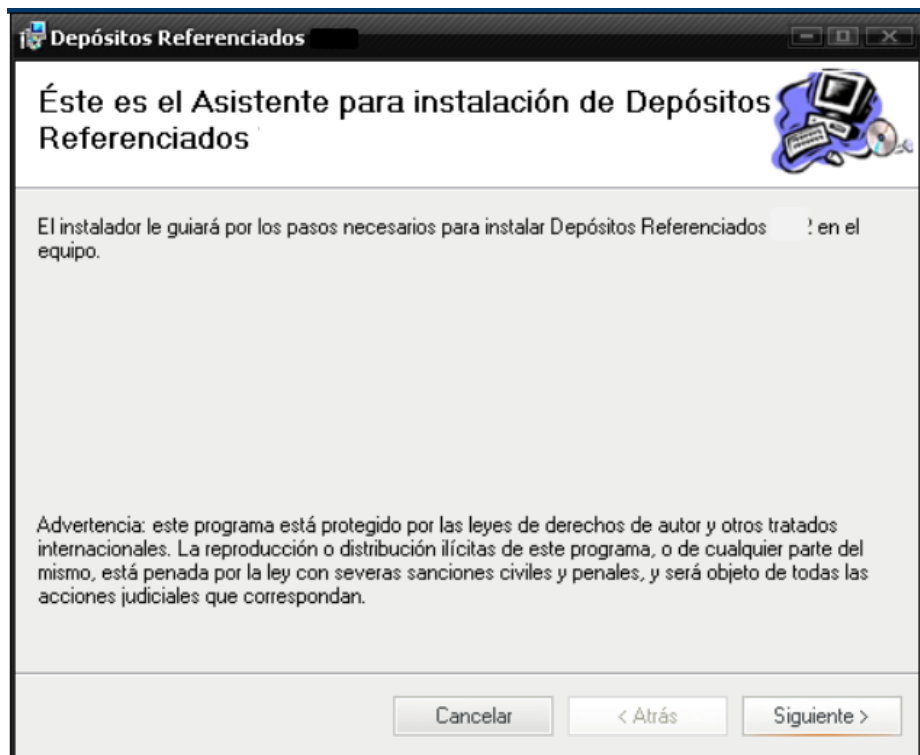 Depósitos Referenciados
Éste es el Asistente para instalación de Depósitos
Referenciados
El instalador le guiará por los pasos necesarios para instalar Depósitos Referenciados en el
equipo.
Advertencia: este programa está protegido por las leyes de derechos de autor y otros tratados
internacionales. La reproducción o distribución ilícitas de este programa, o de cualquier parte del
mismo, está penada por la ley con severas sanciones civiles y penales, y será objeto de todas las
acciones judiciales que correspondan.
Cancelar
< Atrás
Siguiente >